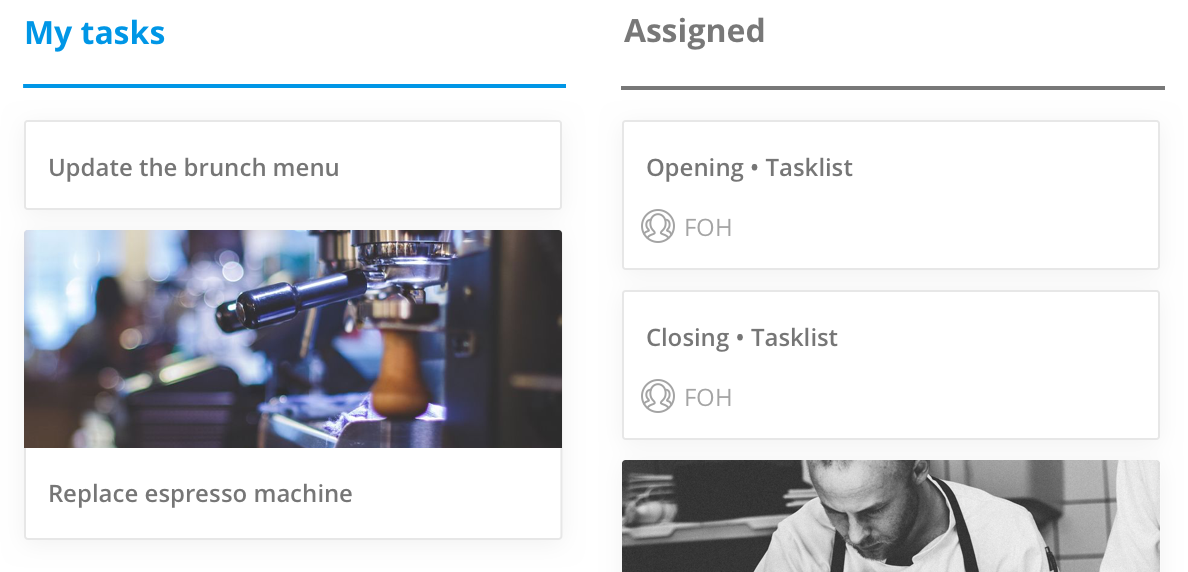 My tasks
Update the brunch menu
Replace espresso machine
Assigned
Opening • Tasklist
FOH
Closing • Tasklist
FOH